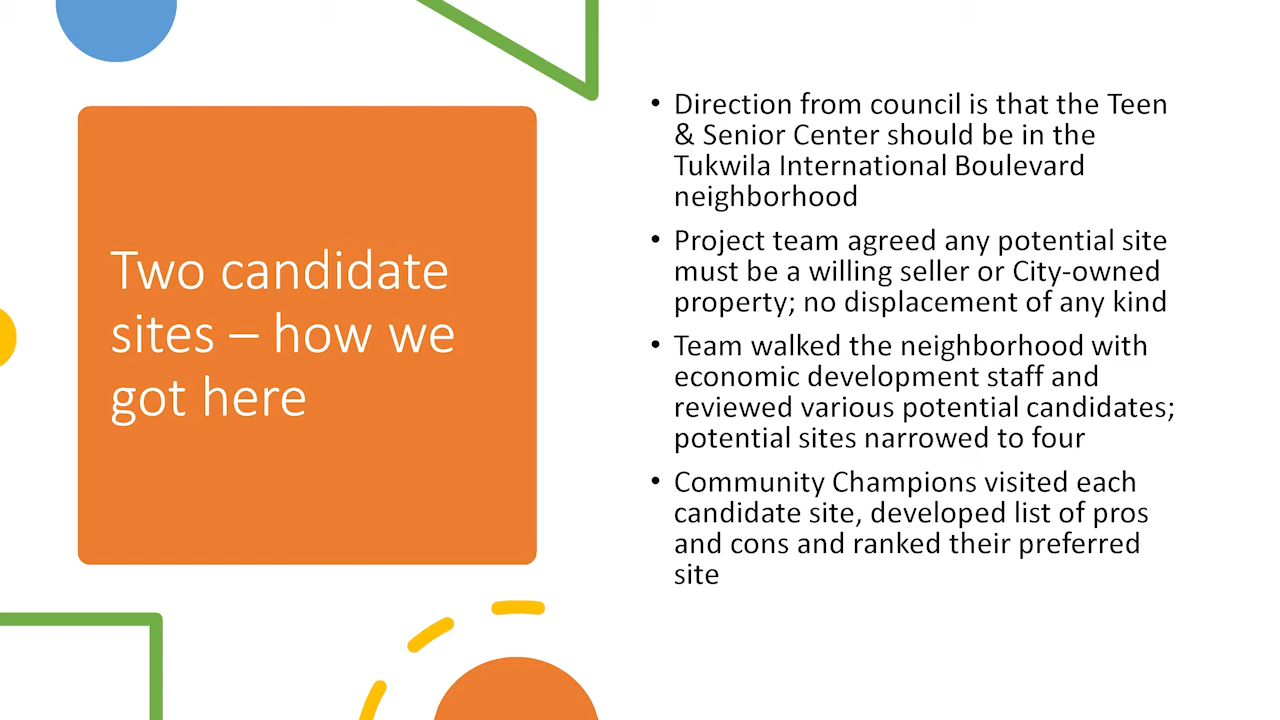 Two candidate
sites – how we
got here
• Direction from council is that the Teen
& Senior Center should be in the
Tukwila International Boulevard
neighborhood
• Project team agreed any potential site
must be a willing seller or City-owned
property; no displacement of any kind
• Team walked the neighborhood with
economic development staff and
reviewed various potential candidates;
potential sites narrowed to four
• Community Champions visited each
candidate site, developed list of pros
and cons and ranked their preferred
site